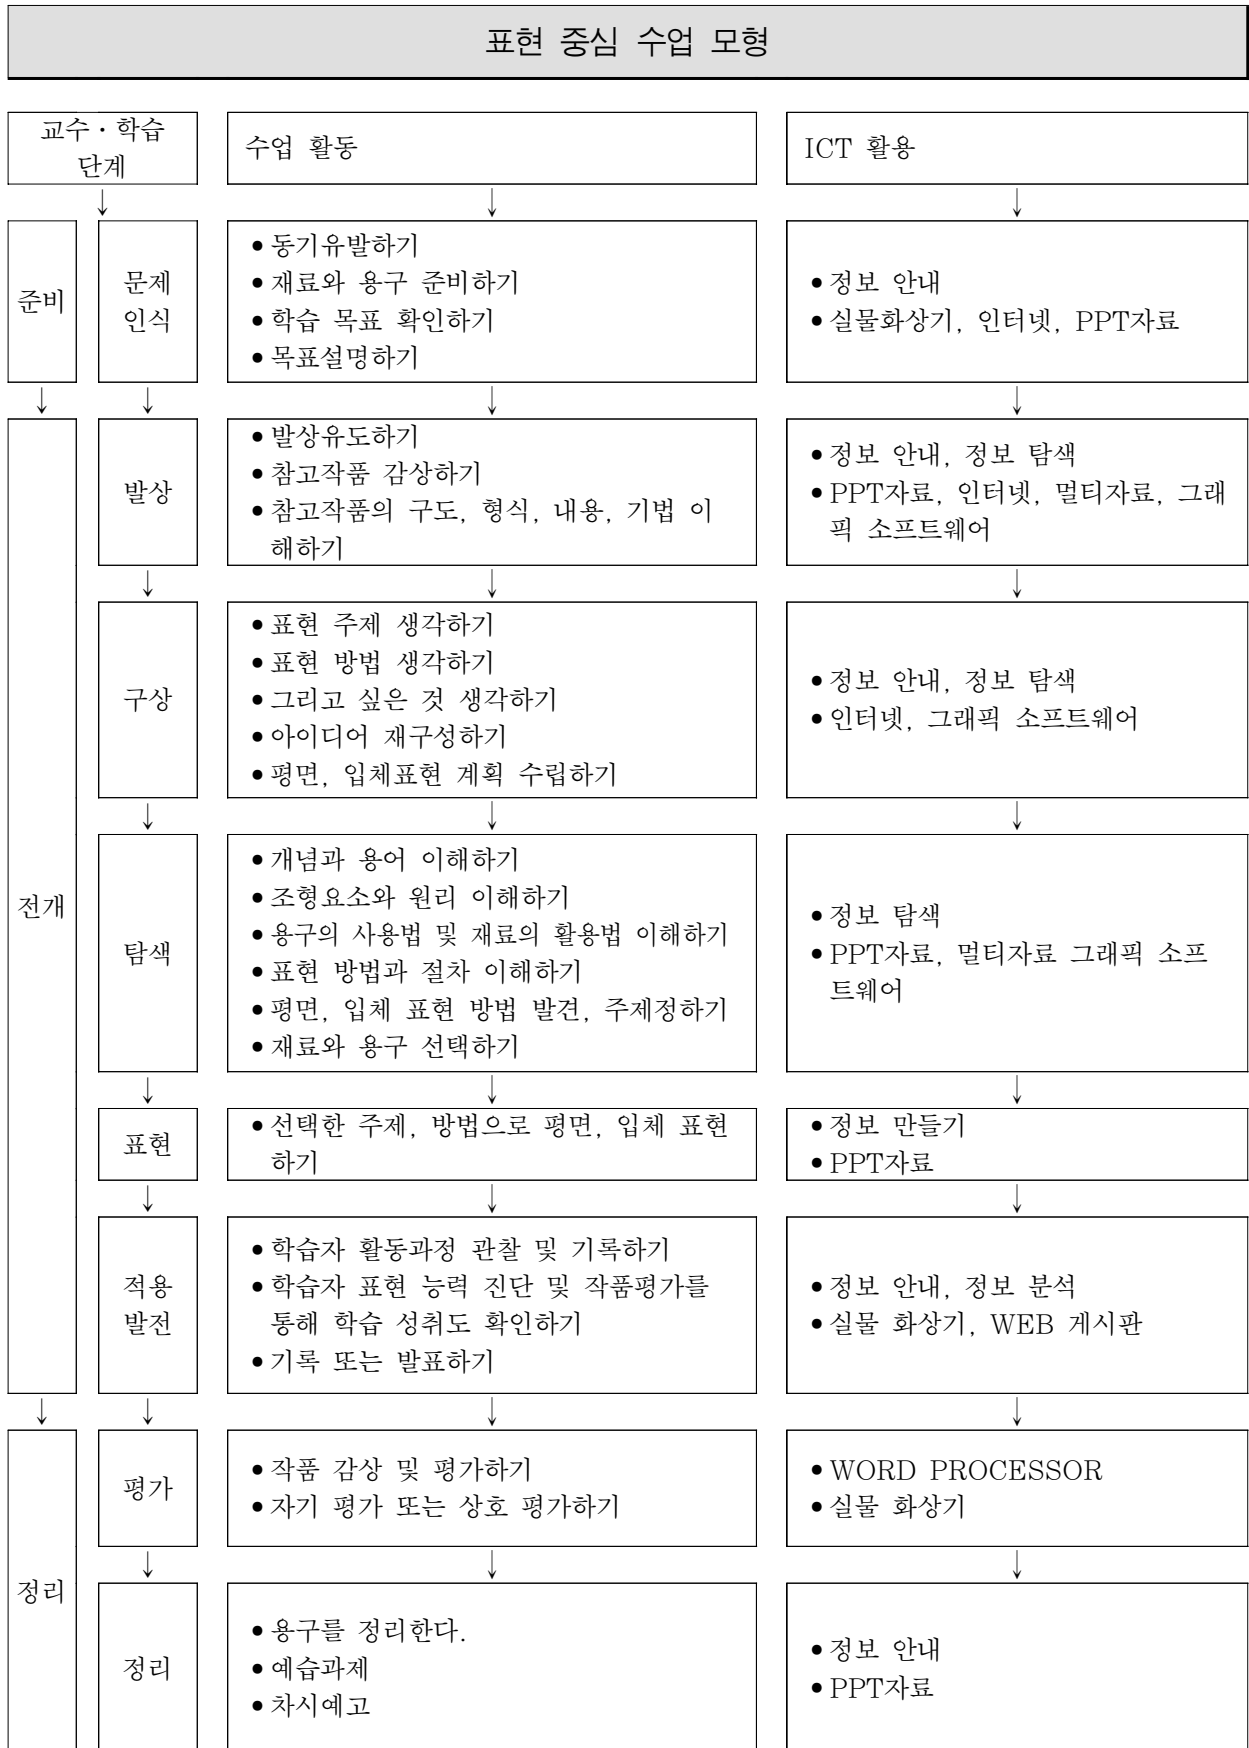 표현 중심 수업 모형
교수·학습
단계
수업 활동
ICT 활용
↓
↓
↓
준비
문제
인식
• 동기유발하기
• 재료와 용구 준비하기
• 학습 목표 확인하기
• 목표설명하기
• 정보 안내
• 실물화상기, 인터넷, PPT자료
↓
↓
↓
↓
전개
발상
• 발상유도하기
• 참고작품 감상하기
• 참고작품의 구도, 형식, 내용, 기법 이
해하기
• 정보 안내, 정보 탐색
• PPT자료, 인터넷, 멀티자료, 그래
픽 소프트웨어
↓
↓
↓
구상
• 표현 주제 생각하기
• 표현 방법 생각하기
• 그리고 싶은 것 생각하기
• 아이디어 재구성하기
• 평면, 입체표현 계획 수립하기
• 정보 안내, 정보 탐색
• 인터넷, 그래픽 소프트웨어
↓
↓
↓
탐색
• 개념과 용어 이해하기
• 조형요소와 원리 이해하기
• 용구의 사용법 및 재료의 활용법 이해하기
• 표현 방법과 절차 이해하기
• 평면, 입체 표현 방법 발견, 주제정하기
• 재료와 용구 선택하기
• 정보 탐색
• PPT자료, 멀티자료 그래픽 소프
트웨어
↓
↓
↓
표현
• 선택한 주제, 방법으로 평면, 입체 표현
하기
• 정보 만들기
• PPT자료
↓
↓
↓
적용
발전
• 학습자 활동과정 관찰 및 기록하기
• 학습자 표현 능력 진단 및 작품평가를
통해 학습 성취도 확인하기
• 기록 또는 발표하기
• 정보 안내, 정보 분석
• 실물 화상기, WEB 게시판
↓
↓
↓
↓
정리
평가
• 작품 감상 및 평가하기
• 자기 평가 또는 상호 평가하기
• WORD PROCESSOR
• 실물 화상기
↓
↓
↓
정리
• 용구를 정리한다.
• 예습과제
• 차시예고
• 정보 안내
• PPT자료